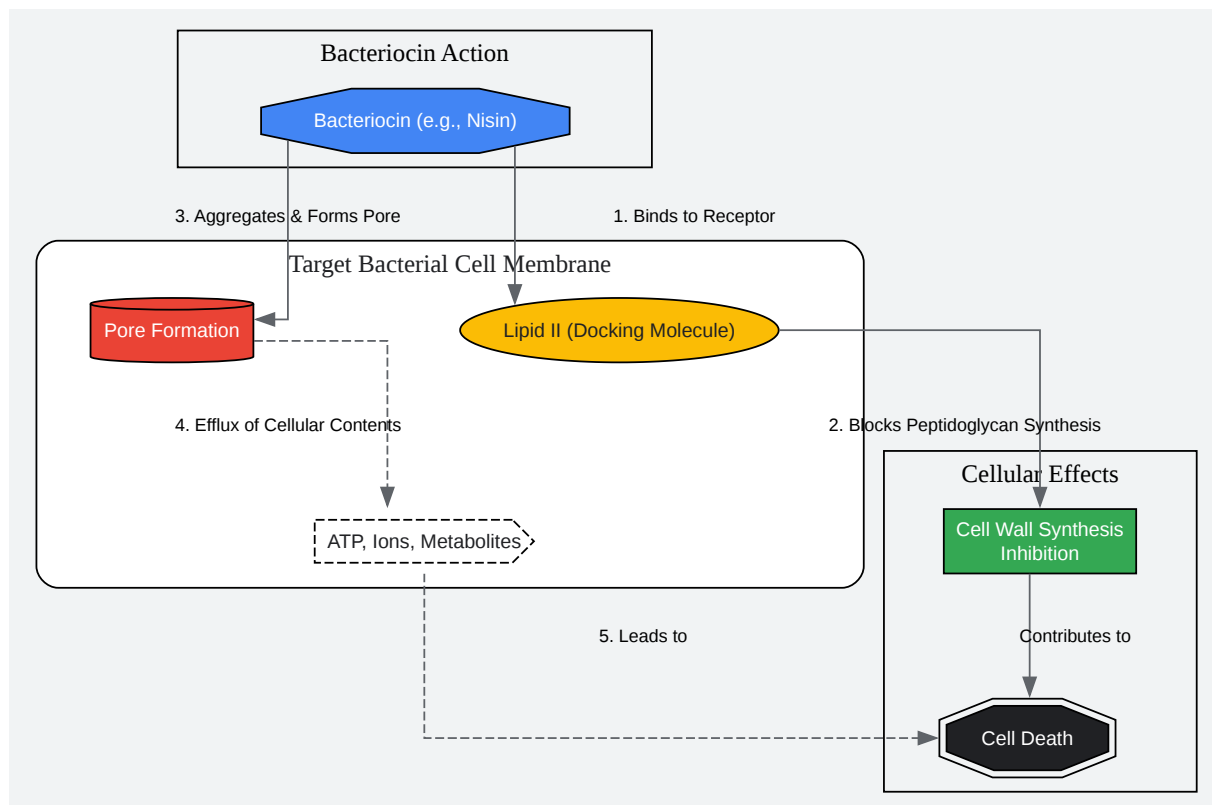 Bacteriocin Action
Bacteriocin (e.g., Nisin)
3. Aggregates & Forms Pore
1. Binds to Receptor
Target Bacterial Cell Membrane
Pore Formation
Lipid II (Docking Molecule)
4. Efflux of Cellular Contents
2. Blocks Peptidoglycan Synthesis
Cellular Effects
ATP, Ions, Metabolites
Cell Wall Synthesis
Inhibition
5. Leads to
Contributes to
Cell Death